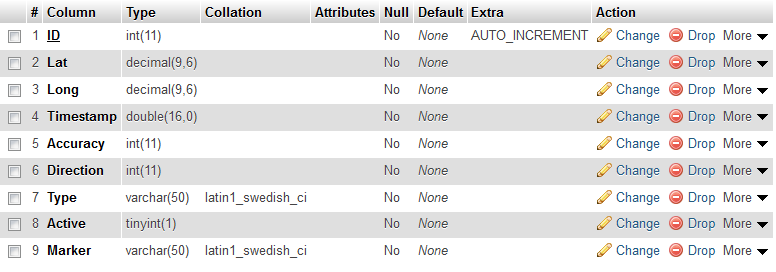 # Column Type Collation Attributes Null Default Extra Action
1 ID int(11) No None AUTO_INCREMENT Change Drop More
2 Lat decimal(9,6) No None Change Drop More
3 Long decimal(9,6) No None Change Drop More
4 Timestamp double(16,0) No None Change Drop More
5 Accuracy int(11) No None Change Drop More
6 Direction int(11) No None Change Drop More
7 Type varchar(50) latin1_swedish_ci No None Change Drop More
8 Active tinyint(1) No None Change Drop More
9 Marker varchar(50) latin1_swedish_ci No None Change Drop More